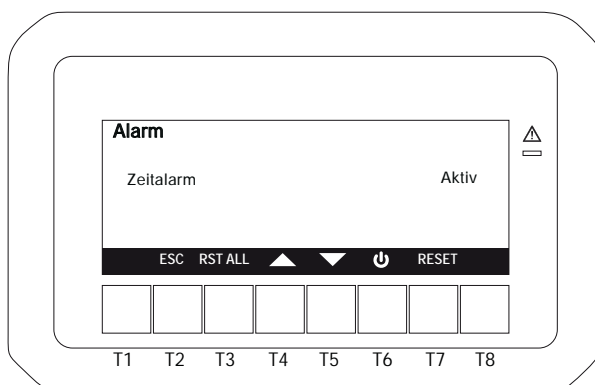 Alarm
Zeitalarm Aktiv
ESC RST ALL RESET
T1 T2 T3 T4 T5 T6 T7 T8